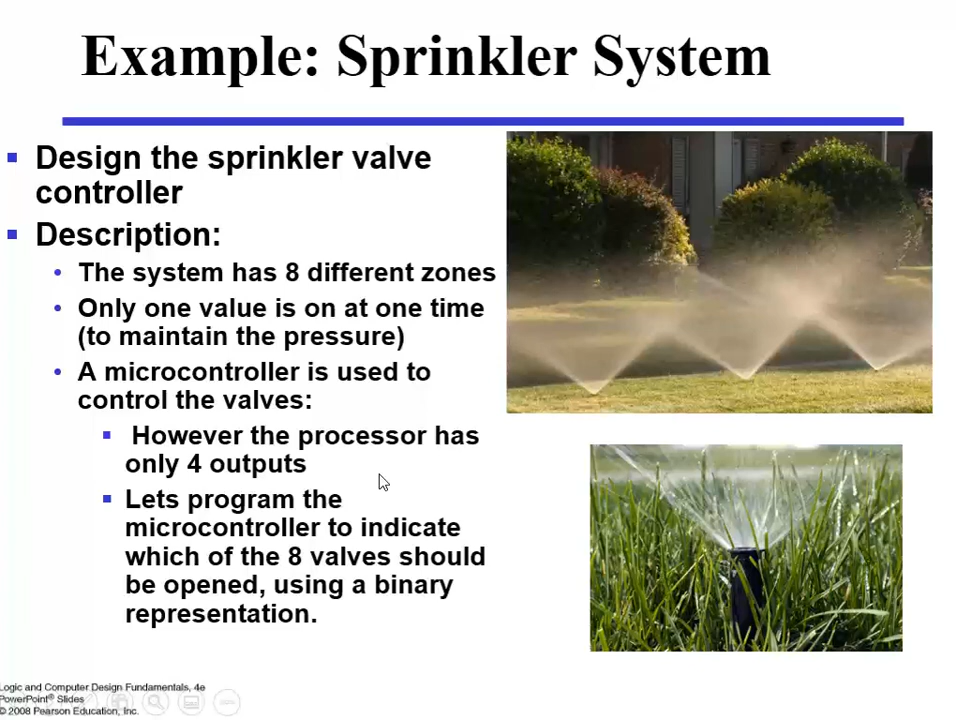 Example: Sprinkler System
Design the sprinkler valve
controller
Description:
The system has 8 different zones
Only one value is on at one time
(to maintain the pressure)
A microcontroller is used to
control the valves:
However the processor has
only 4 outputs
Lets program the
microcontroller to indicate
which of the 8 valves should
be opened, using a binary
representation.
Logic and Computer Design Fundamentals, 4e
PowerPoint® Slides
© 2008 Pearson Education, Inc.